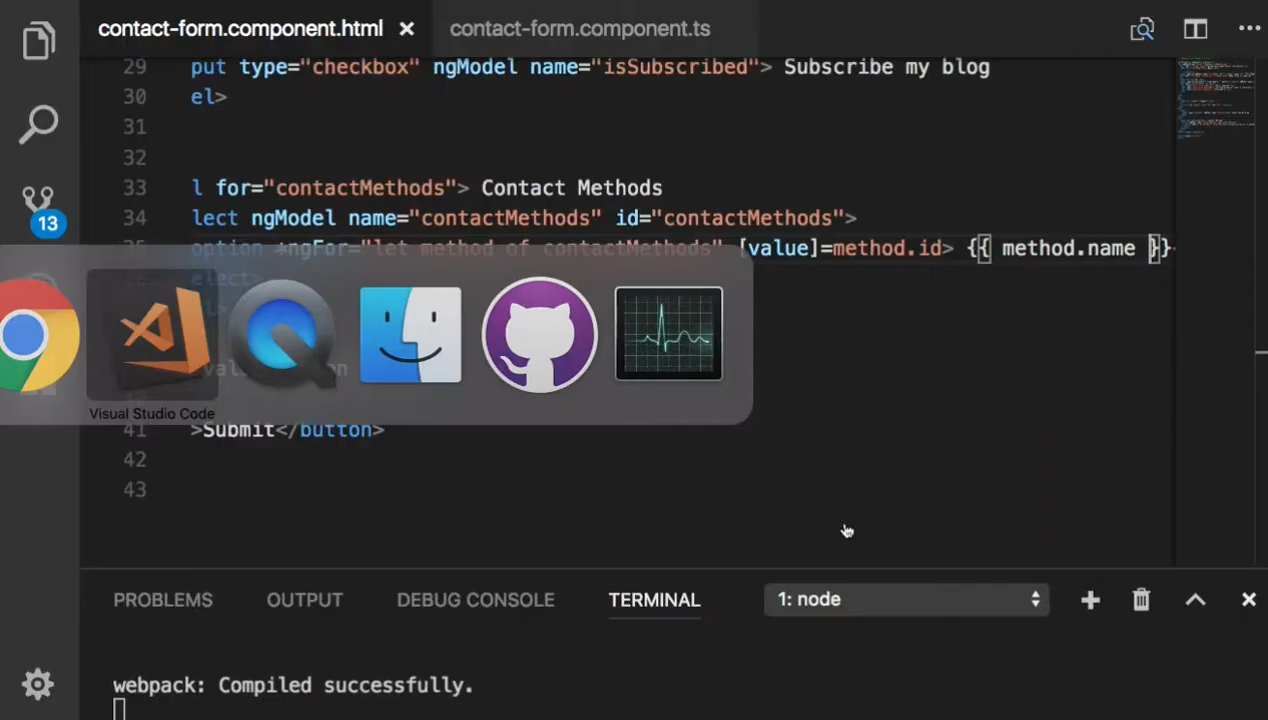 contact-form.component.html
contact-form.component.ts
29 put type="checkbox" ngModel name="isSubscribed"> Subscribe my blog
30 el>
31
32
33 l for="contactMethods"> Contact Methods
34 lect ngModel name="contactMethods" id="contactMethods">
35 option *ngFor="let method of contactMethods" [value]=method.id> {{ method.name }}
elect>
13
Visual Studio Code
41 >Submit</button>
42
43
PROBLEMS OUTPUT DEBUG CONSOLE TERMINAL 1: node
webpack: Compiled successfully.